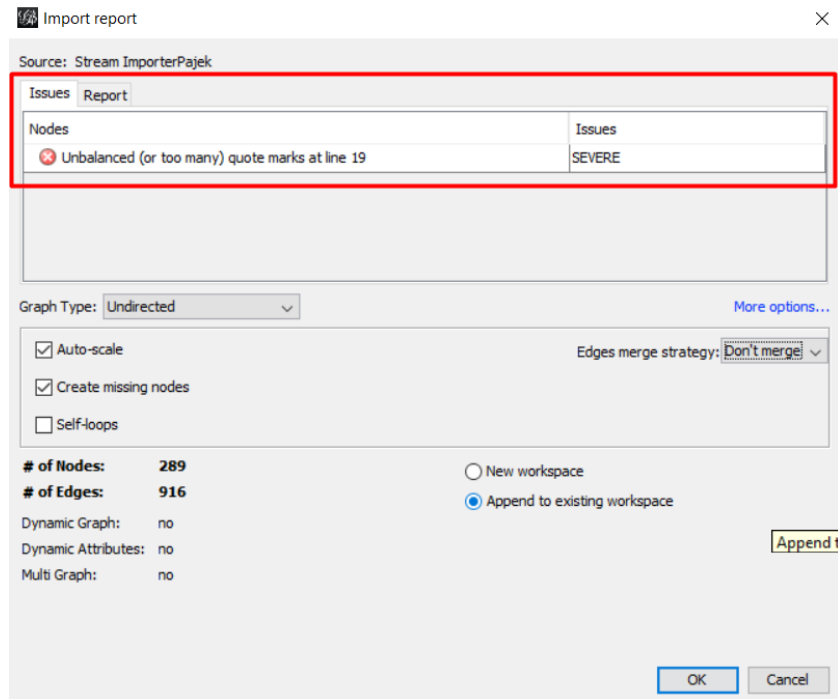 Import report
Source: Stream ImporterPajek
Issues Report
Nodes Issues
Unbalanced (or too many) quote marks at line 19 SEVERE
Graph Type: Undirected More options...
Auto-scale Edges merge strategy: Don't merge
Create missing nodes
Self-loops
# of Nodes: 289 New workspace
# of Edges: 916 Append to existing workspace
Dynamic Graph: no
Dynamic Attributes: no Append t
Multi Graph: no
OK Cancel